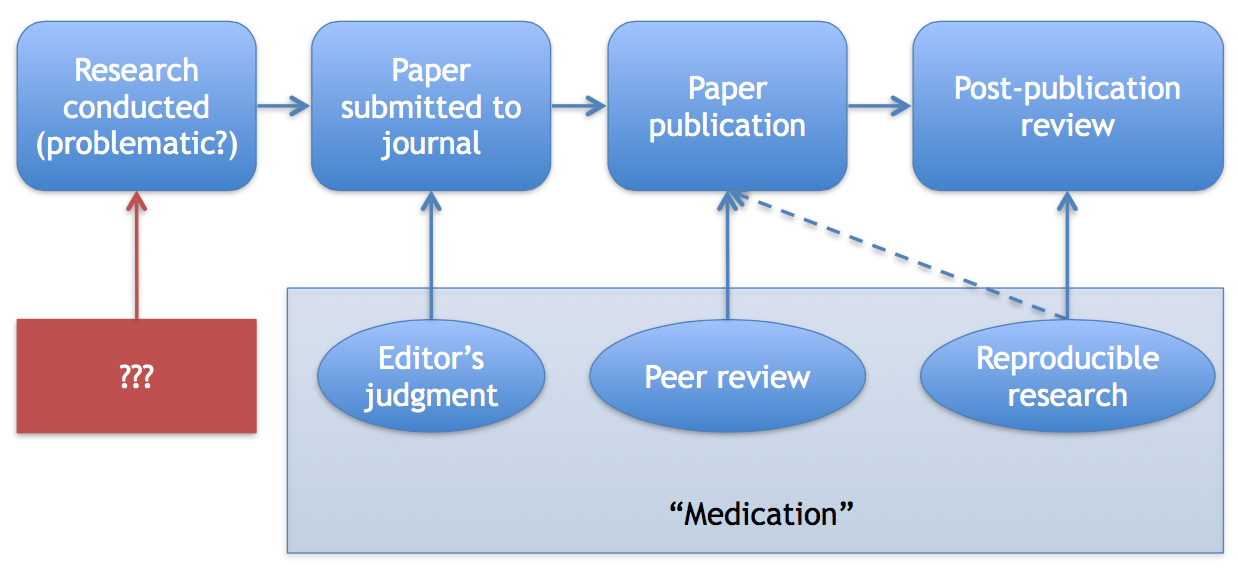 Research
conducted
(problematic?)
Paper
submitted to
journal
Paper
publication
Post-publication
review
???
Editor’s
judgment
Peer review
Reproducible
research
“Medication”